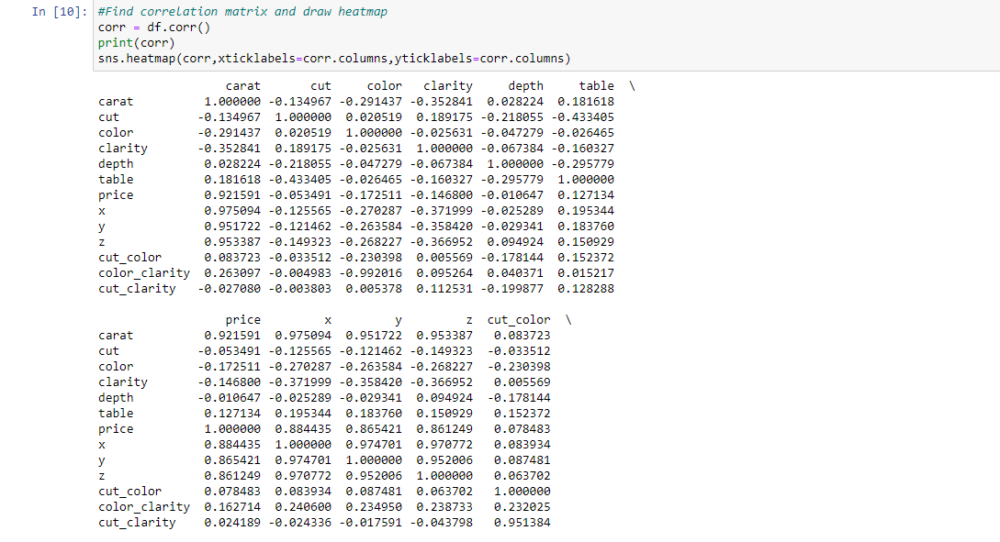 In [10]: #Find correlation matrix and draw heatmap
corr = df.corr()
print(corr)
sns.heatmap(corr,xticklabels=corr.columns,yticklabels=corr.columns)
carat cut color clarity depth table \
carat 1.000000 -0.134967 -0.291437 -0.352841 0.028224 0.181618
cut -0.134967 1.000000 0.020519 0.189175 -0.218055 -0.433405
color -0.291437 0.020519 1.000000 -0.025631 -0.047279 -0.026465
clarity -0.352841 0.189175 -0.025631 1.000000 -0.067384 -0.160327
depth 0.028224 -0.218055 -0.047279 -0.067384 1.000000 -0.295779
table 0.181618 -0.433405 -0.026465 -0.160327 -0.295779 1.000000
price 0.921591 -0.053491 -0.172511 -0.146800 -0.010647 0.127134
x 0.975094 -0.125565 -0.270287 -0.371999 -0.025289 0.195344
y 0.951722 -0.121462 -0.263584 -0.358420 -0.029341 0.183760
z 0.953387 -0.149323 -0.268227 -0.366952 0.094924 0.150929
cut_color 0.083723 -0.033512 -0.230398 0.005569 -0.178144 0.152372
color_clarity 0.263097 -0.004983 -0.992016 0.095264 0.040371 0.015217
cut_clarity -0.027080 -0.003803 0.005378 0.112531 -0.199877 0.128288
price x y z cut_color \
carat 0.921591 0.975094 0.951722 0.953387 0.083723
cut -0.053491 -0.125565 -0.121462 -0.149323 -0.033512
color -0.172511 -0.270287 -0.263584 -0.268227 -0.230398
clarity -0.146800 -0.371999 -0.358420 -0.366952 0.005569
depth -0.010647 -0.025289 -0.029341 0.094924 -0.178144
table 0.127134 0.195344 0.183760 0.150929 0.152372
price 1.000000 0.884435 0.865421 0.861249 0.078483
x 0.884435 1.000000 0.974701 0.970772 0.083934
y 0.865421 0.974701 1.000000 0.952006 0.087481
z 0.861249 0.970772 0.952006 1.000000 0.063702
cut_color 0.078483 0.083934 0.087481 0.063702 1.000000
color_clarity 0.162714 0.240600 0.234950 0.238733 0.232025
cut_clarity 0.024189 -0.024336 -0.017591 -0.043798 0.951384